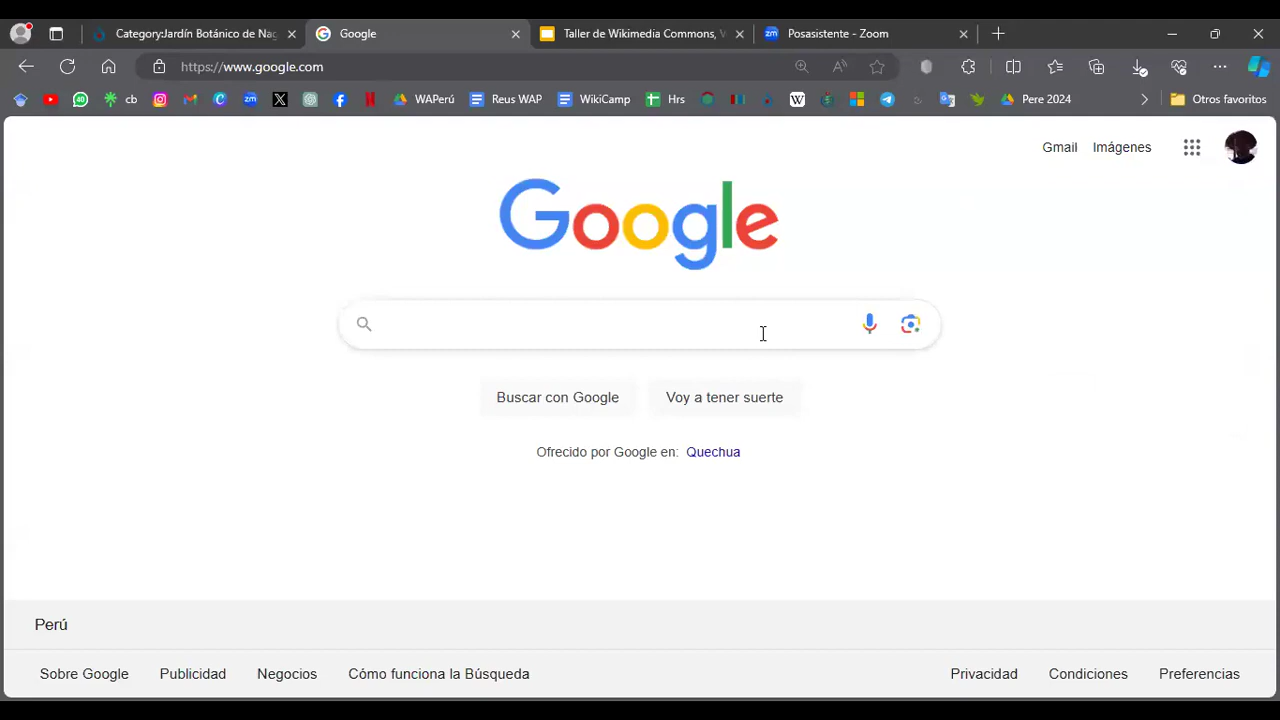 Category:Jardín Botánico de Nag
Google
Taller de Wikimedia Commons, W
Posasistente - Zoom
https://www.google.com
cb
WAPerú
Reus WAP
WikiCamp
Hrs
Pere 2024
Otros favoritos
Gmail
Imágenes
Google
Buscar con Google
Voy a tener suerte
Ofrecido por Google en: Quechua
Perú
Sobre Google
Publicidad
Negocios
Cómo funciona la Búsqueda
Privacidad
Condiciones
Preferencias